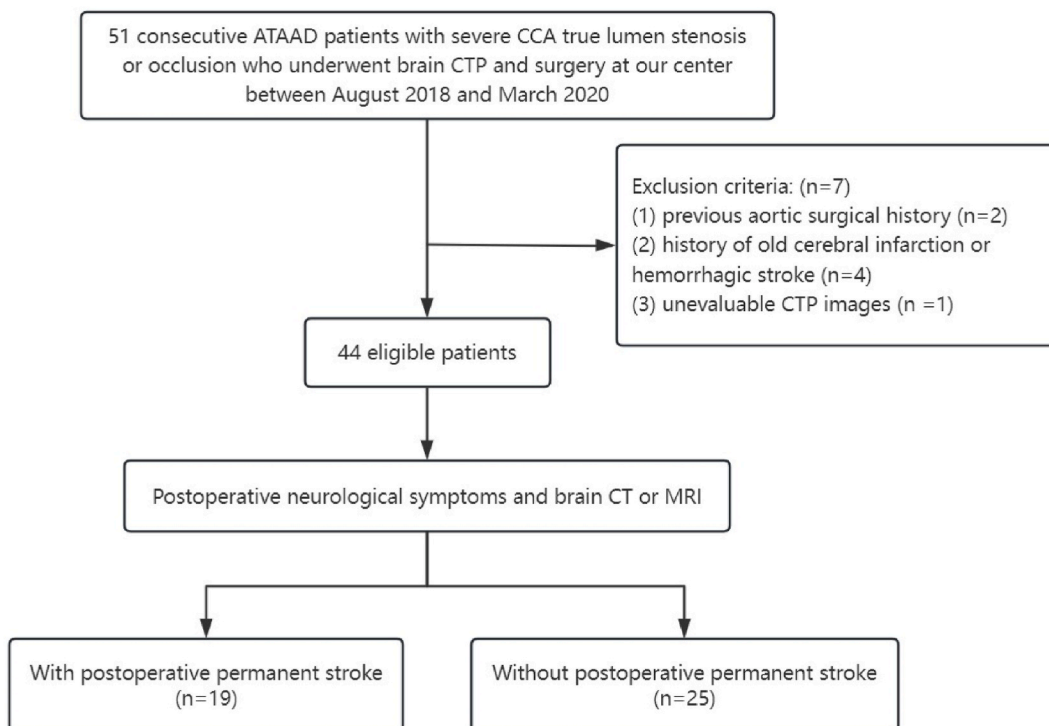 51 consecutive ATAAD patients with severe CCA true lumen stenosis
or occlusion who underwent brain CTP and surgery at our center
between August 2018 and March 2020
Exclusion criteria: (n=7)
(1) previous aortic surgical history (n=2)
(2) history of old cerebral infarction or
hemorrhagic stroke (n=4)
(3) unevaluable CTP images (n =1)
44 eligible patients
Postoperative neurological symptoms and brain CT or MRI
With postoperative permanent stroke
(n=19)
Without postoperative permanent stroke
(n=25)